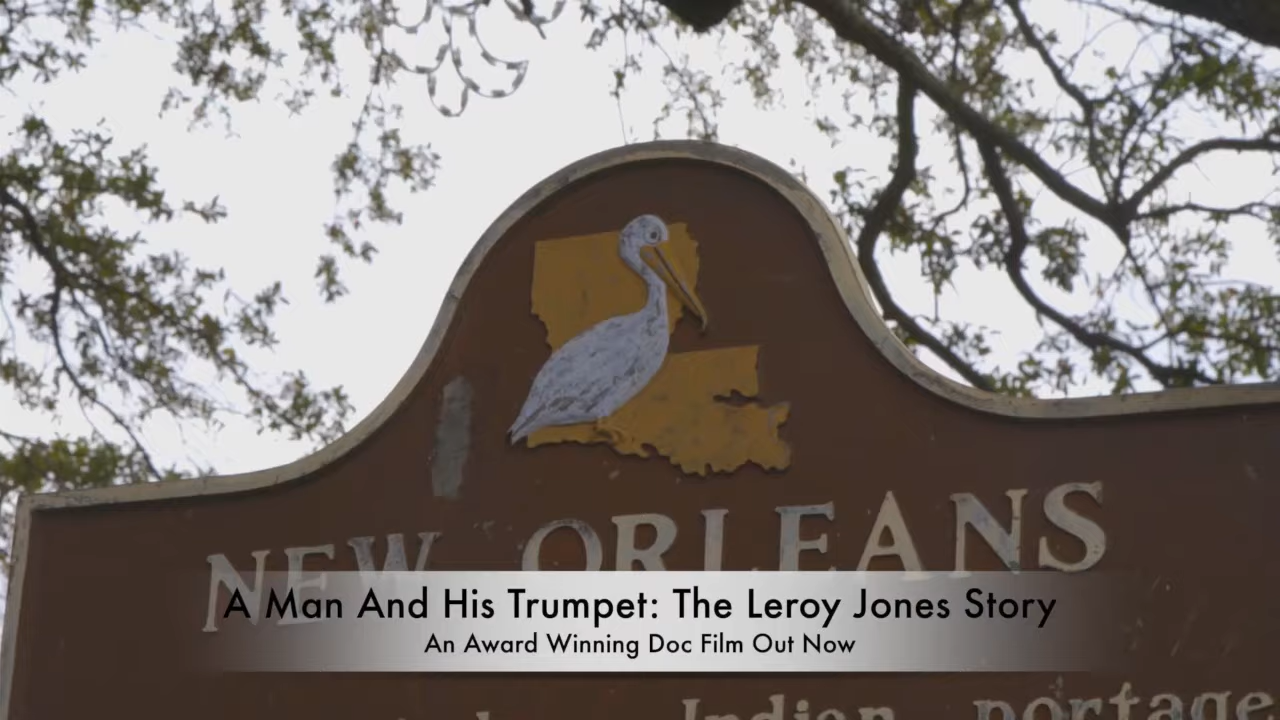 NEW ORLEANS
A Man And His Trumpet: The Leroy Jones Story
An Award Winning Doc Film Out Now
Indian portage